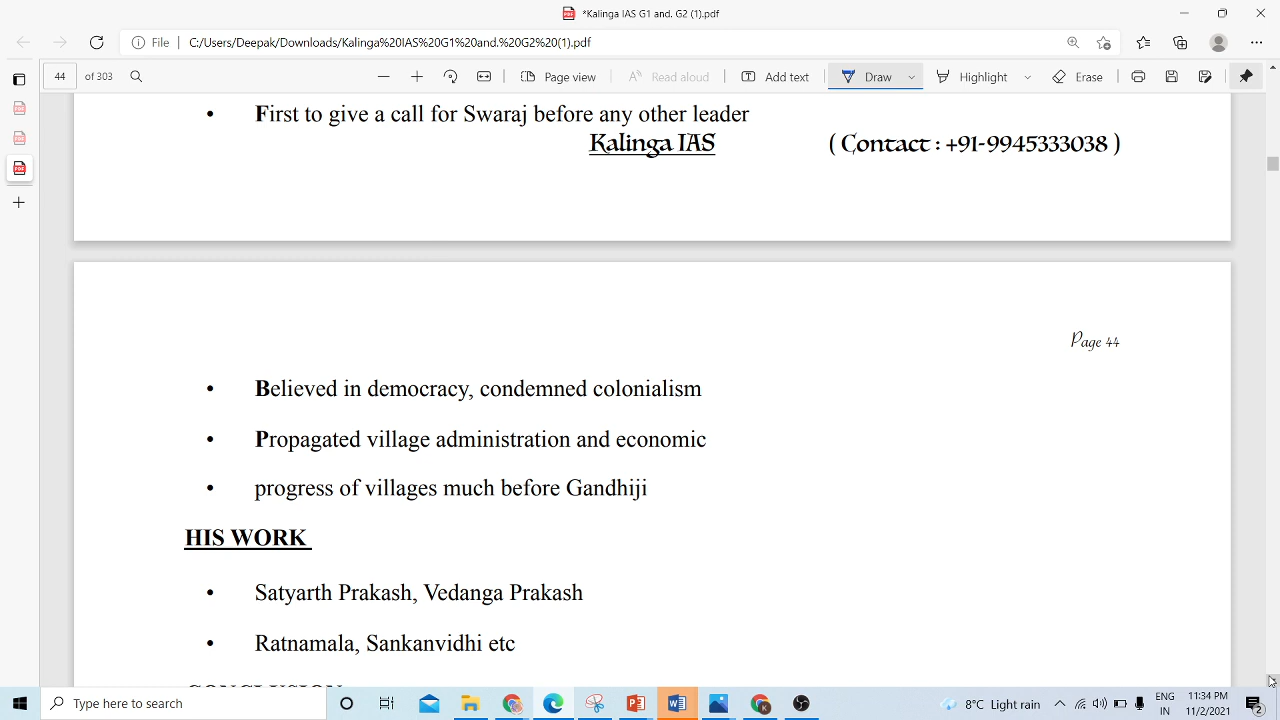 *Kalinga IAS G1 and. G2 (1).pdf
File | C:/Users/Deepak/Downloads/Kalinga%20IAS%20G1%20and.%20G2%20(1).pdf
44 of 303 Page view Read aloud Add text Draw Highlight Erase
• First to give a call for Swaraj before any other leader
Kalinga IAS ( Contact : +91-9945333038 )
Page 44
• Believed in democracy, condemned colonialism
• Propagated village administration and economic
• progress of villages much before Gandhiji
HIS WORK
• Satyarth Prakash, Vedanga Prakash
• Ratnamala, Sankanvidhi etc
CONCLUSION
Type here to search 8°C Light rain ENG 11:34 PM
IN 11/2/2021 2